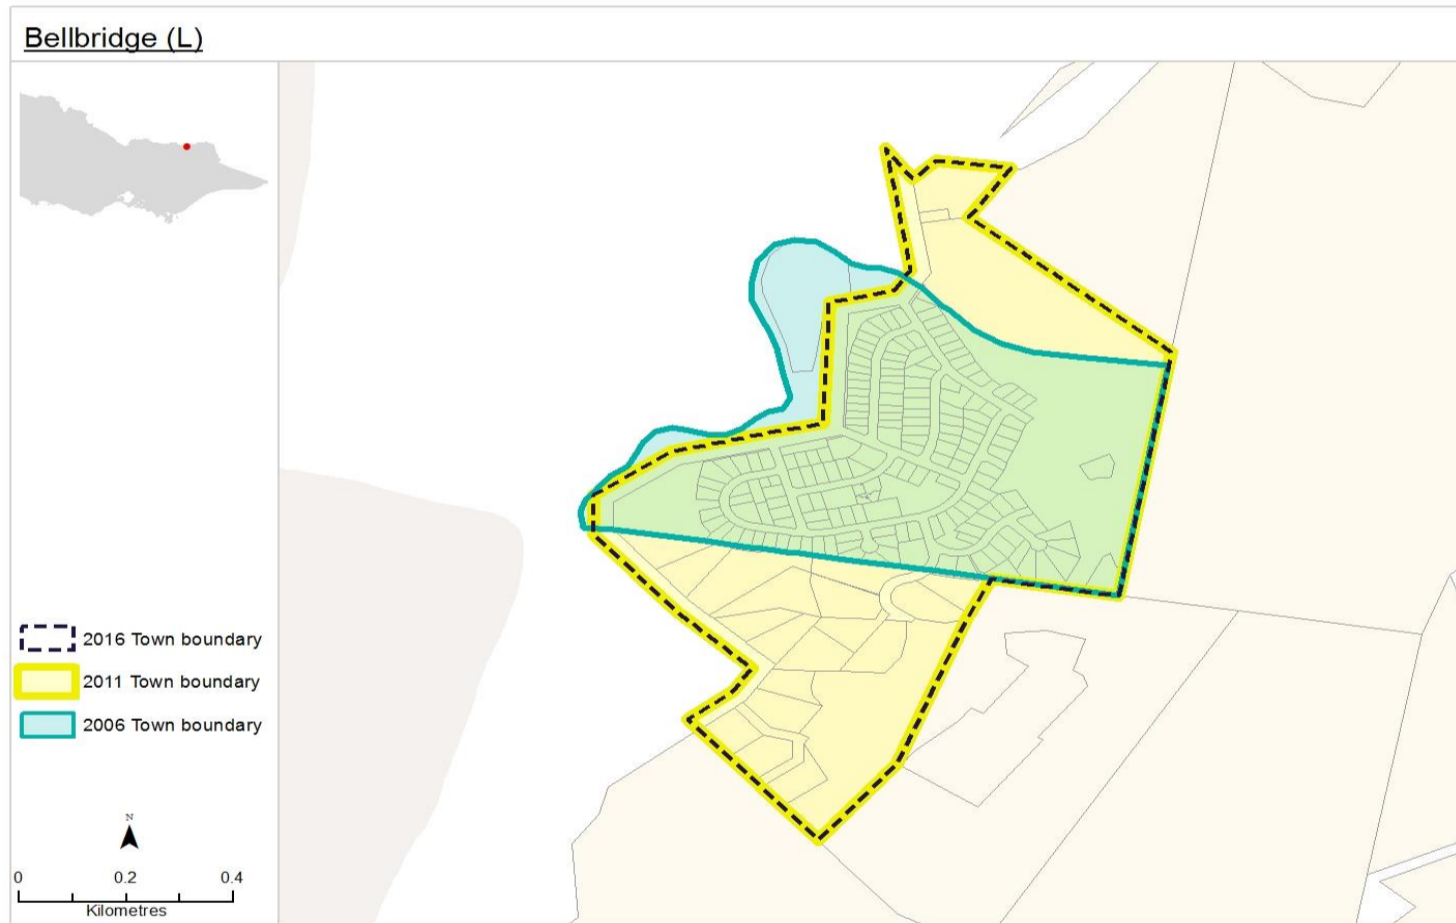 Bellbridge (L)
2016 Town boundary
2011 Town boundary
2006 Town boundary
N
0 0.2 0.4
Kilometres